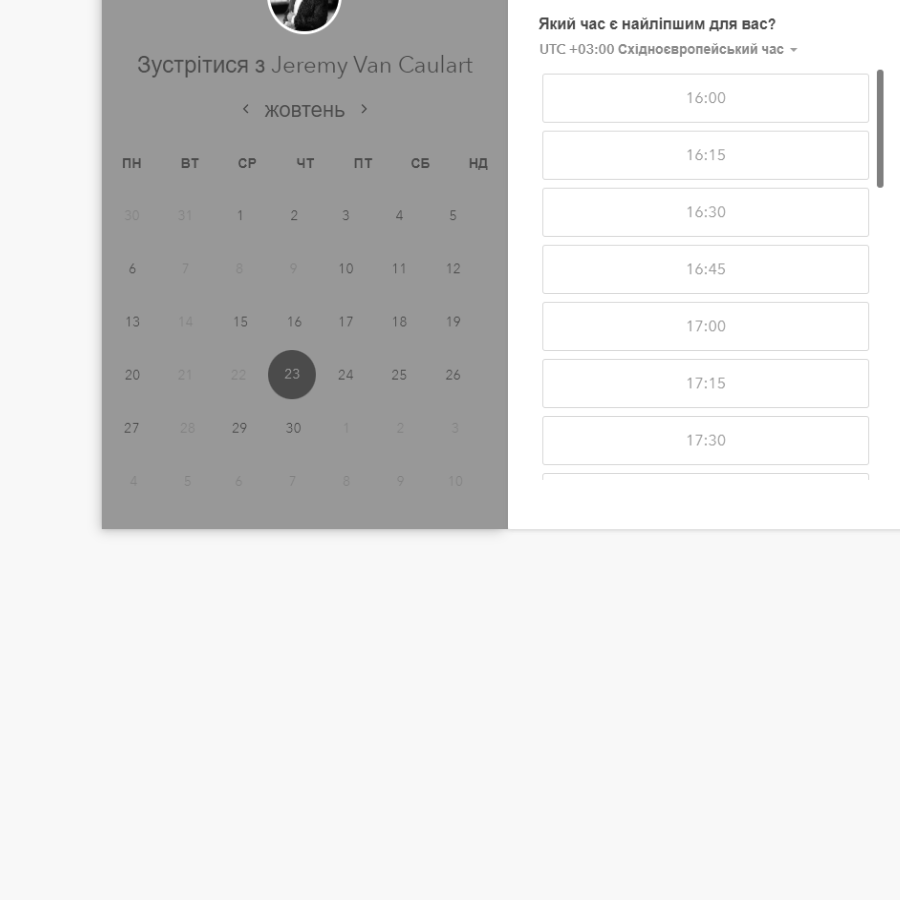 Зустрітися з Jeremy Van Caulart
жовтень
ПН ВТ СР ЧТ ПТ СБ НД
30 31 1 2 3 4 5
6 7 8 9 10 11 12
13 14 15 16 17 18 19
20 21 22 23 24 25 26
27 28 29 30 1 2 3
4 5 6 7 8 9 10
Який час є найліпшим для вас?
UTC +03:00 Східноєвропейський час
16:00
16:15
16:30
16:45
17:00
17:15
17:30